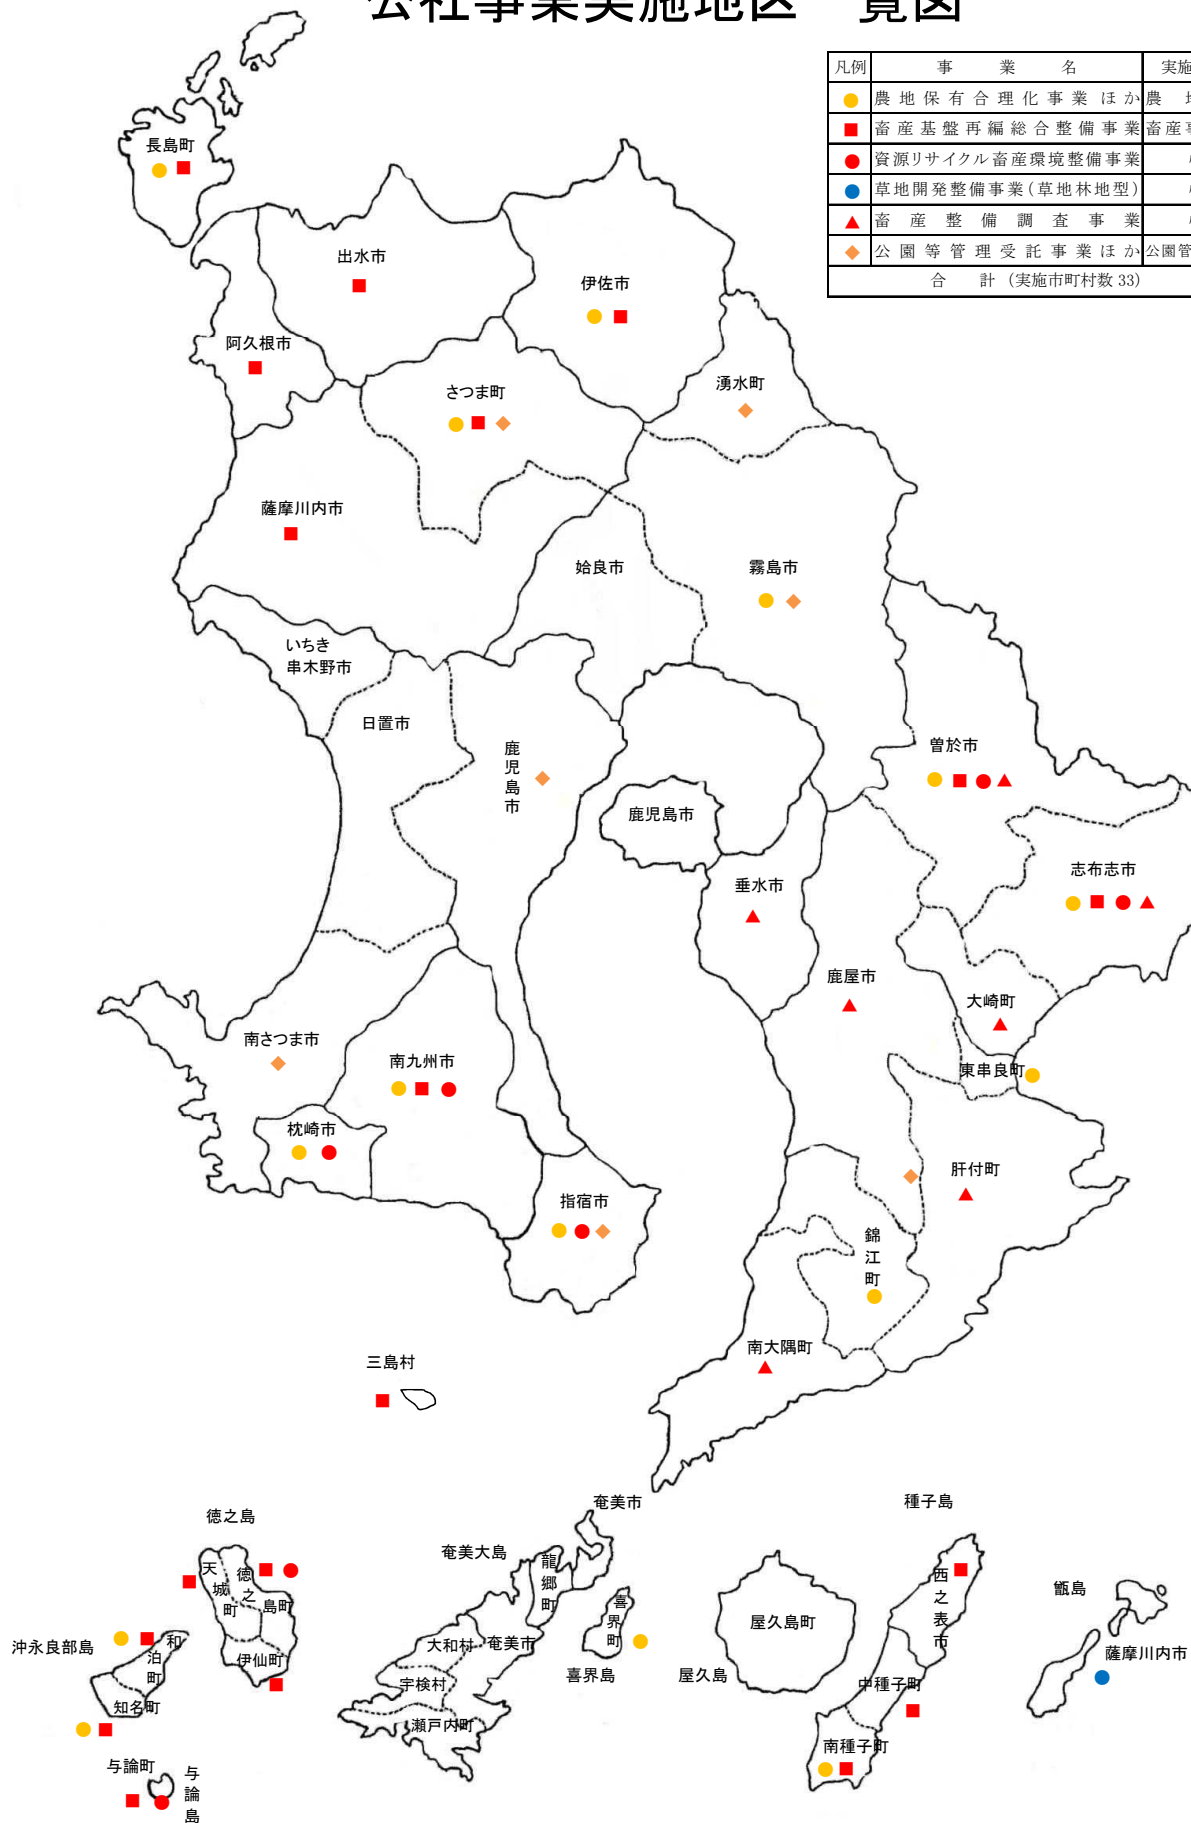 公社事業実施地区一覧図
凡例 事業名 実施
農地保有合理化事業ほか 農地
畜産基盤再編総合整備事業 畜産事
資源リサイクル畜産環境整備事業
草地開発整備事業(草地林地型)
畜産整備調査事業
公園等管理受託事業ほか 公園管
合計(実施市町村数 33)
長島町
出水市
伊佐市
阿久根市
さつま町
湧水町
薩摩川内市
姶良市
霧島市
いちき
串木野市
日置市
鹿児島市
曽於市
鹿児島市
志布志市
垂水市
鹿屋市
大崎町
南さつま市
南九州市
東串良町
枕崎市
肝付町
指宿市
錦江町
南大隅町
三島村
奄美市
種子島
徳之島
奄美大島
龍郷町
天城町
徳之島町
西之表市
甑島
喜界町
屋久島町
和泊町
大和村
奄美市
沖永良部島
伊仙町
薩摩川内市
喜界島
屋久島
宇検村
中種子町
知名町
瀬戸内町
南種子町
与論町
与論島